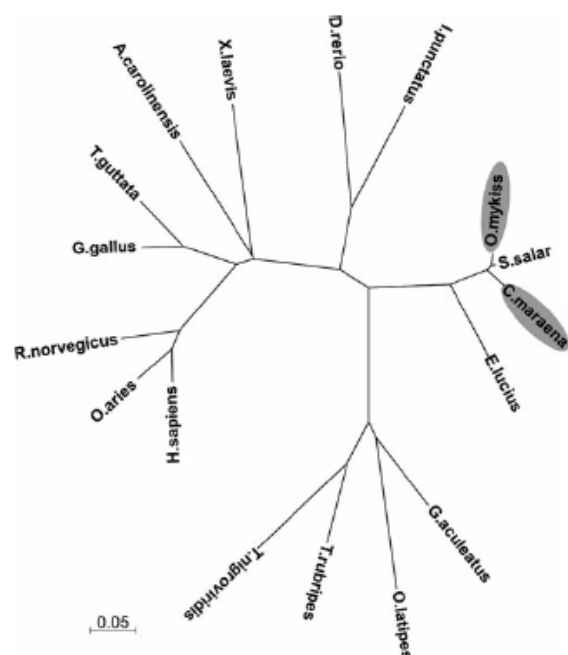 D.rerio
I.punctatus
X.laevis
A.carolinensis
T.guttata
G.gallus
O.mykiss
S.salar
C.maraena
R.norvegicus
E.lucius
O.aries
H.sapiens
G.aculeatus
T.nigroviridis
T.rubripes
O.latipes
0.05